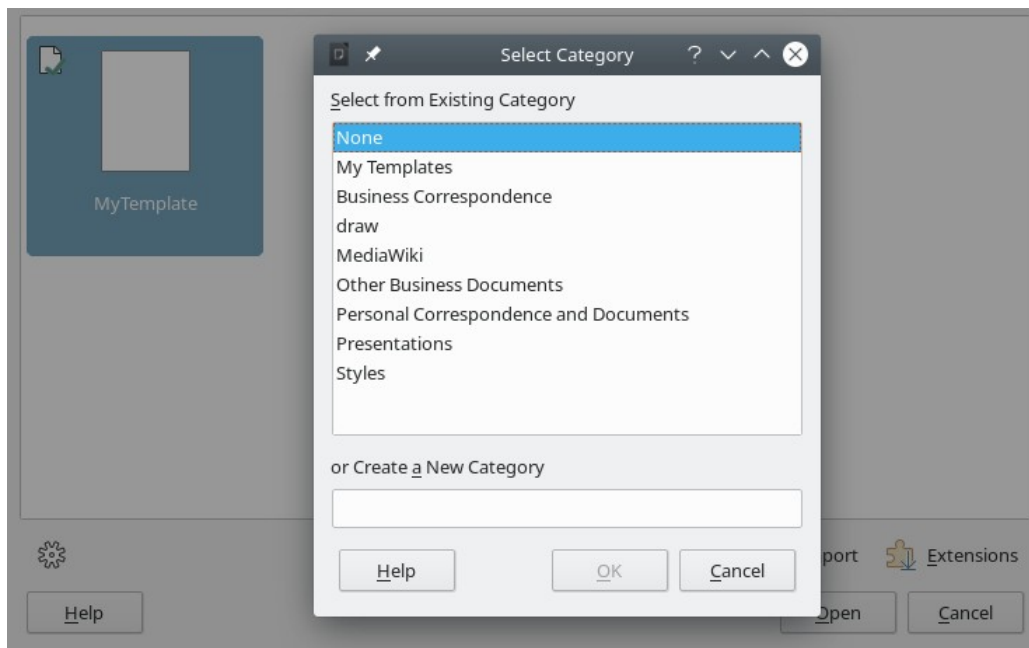 Select Category
Select from Existing Category
None
My Templates
Business Correspondence
draw
MediaWiki
Other Business Documents
Personal Correspondence and Documents
Presentations
Styles
MyTemplate
or Create a New Category
Help OK Cancel
port Extensions
Help Open Cancel